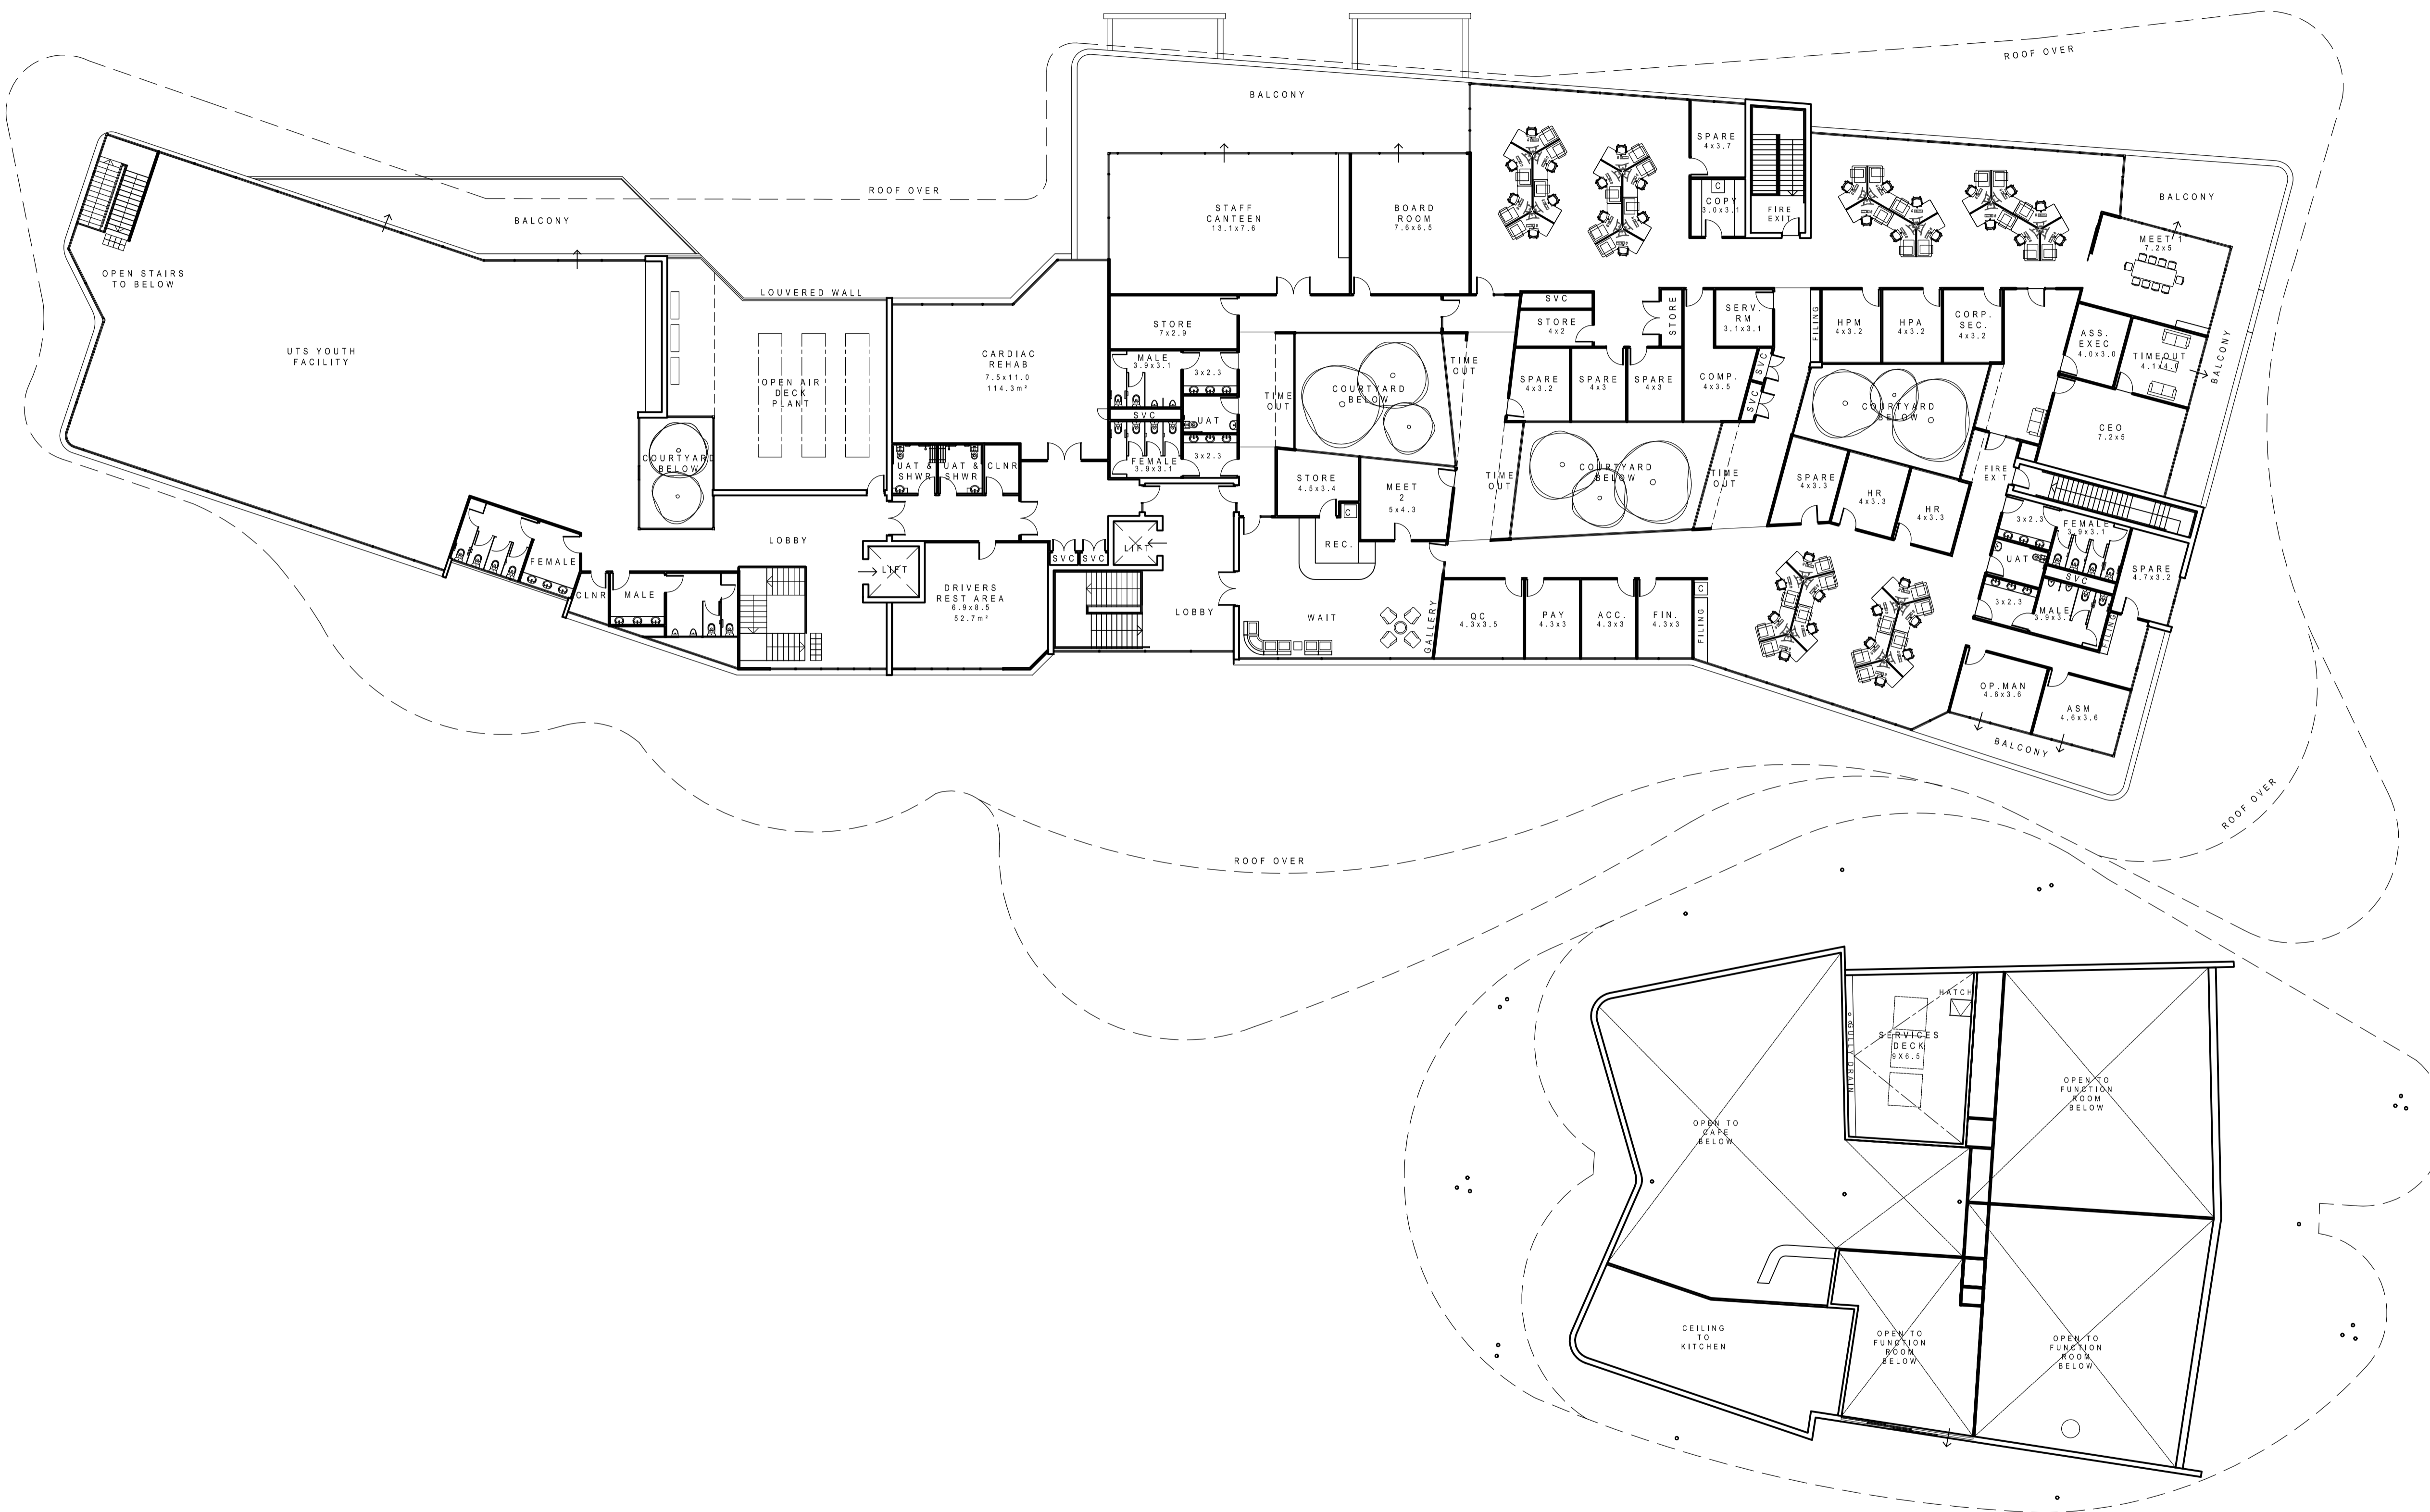 ROOF OVER
BALCONY
SPARE
4x3.7
C
COPY
3.0x3.1
FIRE
EXIT
ROOF OVER
BALCONY
OPEN STAIRS
TO BELOW
UTS YOUTH
FACILITY
LOUVERED WALL
STAFF
CANTEEN
13.1x7.6
BOARD
ROOM
7.6x6.5
BALCONY
MEET 1
7.2x5
OPEN AIR
DECK
PLANT
CARDIAC
REHAB
7.5x11.0
114.3m²
STORE
7x2.9
MALE
3.9x3.1
3x2.3
SVC
UAT
FEMALE
3.9x3.1
3x2.3
TIME
OUT
COURTYARD
BELOW
TIME
OUT
SVC
STORE
4x2
STORE
SERV.
RM
3.1x3.1
FILING
HPM
4x3.2
HPA
4x3.2
CORP.
SEC.
4x3.2
ASS.
EXEC
4.0x3.0
TIMEOUT
4.1x4.0
BALCONY
SPARE
4x3.2
SPARE
4x3
SPARE
4x3
COMP.
4x3.5
SVC
SVC
COURTYARD
BELOW
CEO
7.2x5
COURTYARD
BELOW
UAT &
SHWR
UAT &
SHWR
CLNR
STORE
4.5x3.4
C
MEET
2
5x4.3
TIME
OUT
COURTYARD
BELOW
TIME
OUT
SPARE
4x3.3
HR
4x3.3
HR
4x3.3
FIRE
EXIT
LOBBY
LIFT
SVC
SVC
LIFT
REC.
3x2.3
FEMALE
3.9x3.1
UAT
SVC
SPARE
4.7x3.2
3x2.3
MALE
FILING
FEMALE
CLNR
MALE
DRIVERS
REST AREA
6.9x8.5
52.7m²
LOBBY
WAIT
GALLERY
QC
4.3x3.5
PAY
4.3x3
ACC.
4.3x3
FIN.
4.3x3
C
FILING
OP.MAN
4.6x3.6
ASM
4.6x3.6
BALCONY
ROOF OVER
ROOF OVER
HATCH
GULLY DRAIN
SERVICES
DECK
9X6.5
OPEN TO
FUNCTION
ROOM
BELOW
OPEN TO
CAFE
BELOW
CEILING
TO
KITCHEN
OPEN TO
FUNCTION
ROOM
BELOW
OPEN TO
FUNCTION
ROOM
BELOW